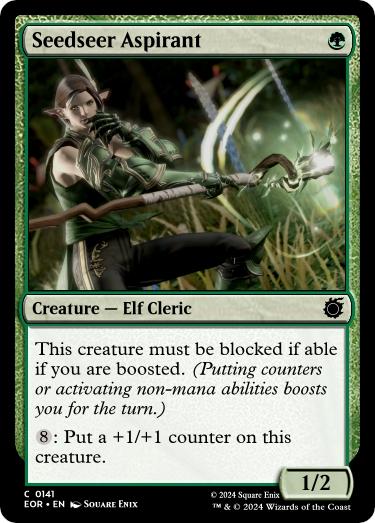 Seedseer Aspirant
Creature — Elf Cleric
This creature must be blocked if able
if you are boosted. (Putting counters
or activating non-mana abilities boosts
you for the turn.)
8: Put a +1/+1 counter on this
creature.
1/2
C 0141
EOR • EN Square Enix
© 2024 Square Enix
™ & © 2024 Wizards of the Coast